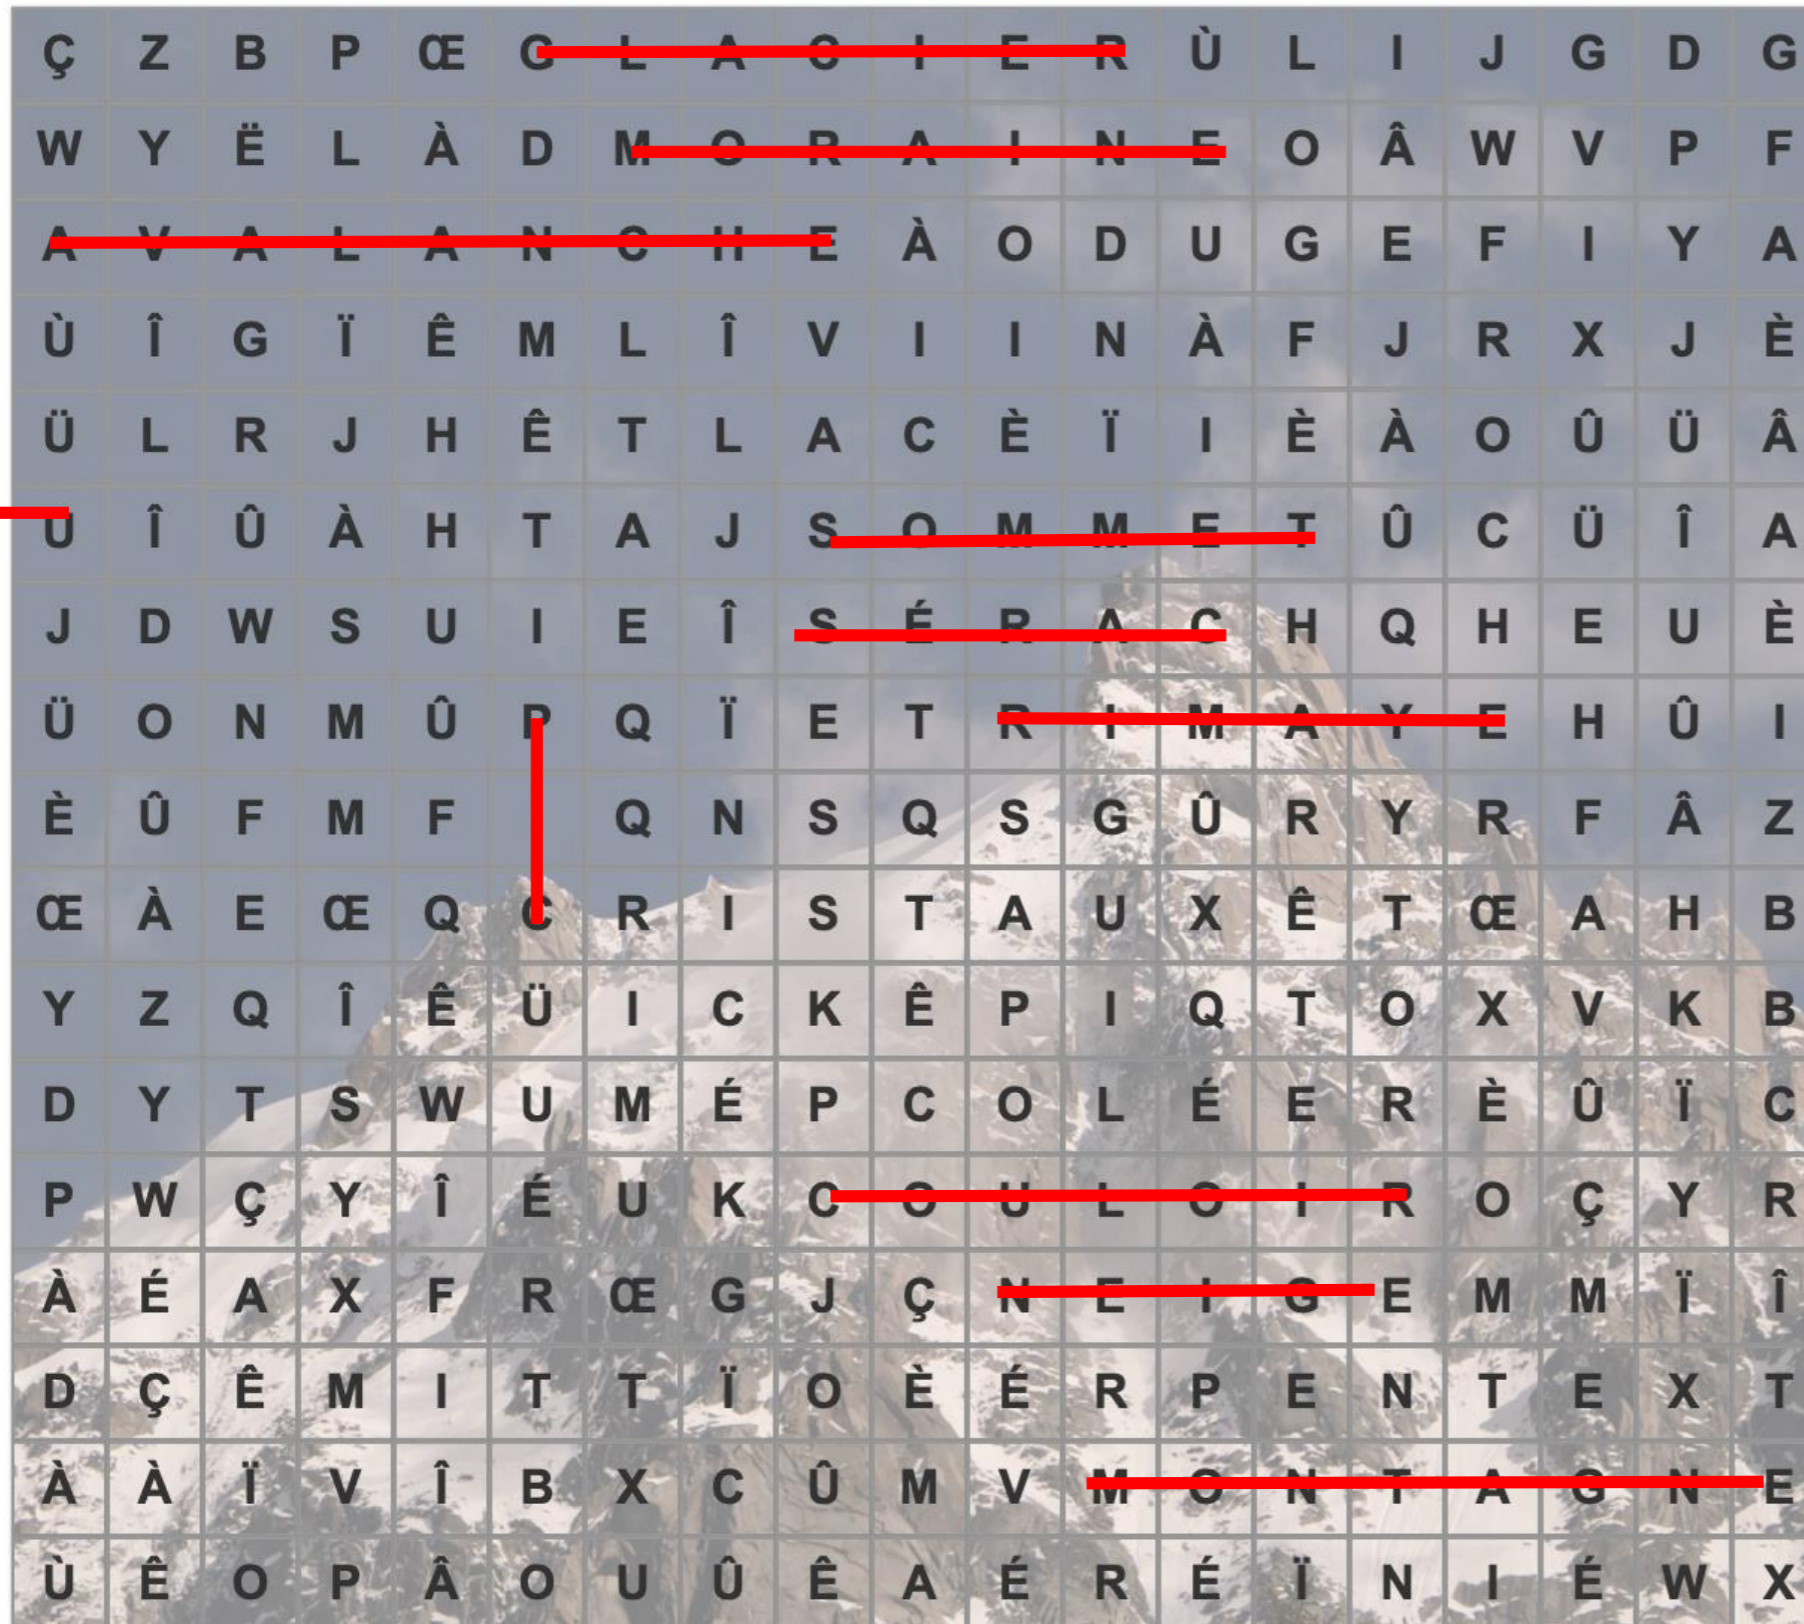 Ç Z B P Œ G L A C I E R Ù L I J G D G
W Y Ë L À D M O R A I N E O Â W V P F
A V A L A N C H E À O D U G E F I Y A
Ù Î G Ï Ê M L Î V I I N À F J R X J È
Ü L R J H Ê T L A C È Ï I È À O Û Ü Â
U Î Û À H T A J S O M M E T Û C Ü Î A
J D W S U I E Î S É R A C H Q H E U È
Ü O N M Û P Q Ï E T R I M A Y E H Û I
È Û F M F Q N S Q S G Û R Y R F Â Z
Œ À E Œ Q C R I S T A U X Ê T Œ A H B
Y Z Q Î Ê Ü I C K Ê P I Q T O X V K B
D Y T S W U M É P C O L É E R È Û Ï C
P W Ç Y Î É U K C O U L O I R O Ç Y R
À É A X F R Œ G J Ç N E I G E M M Ï Î
D Ç Ê M I T T Ï O È É R P E N T E X T
À À Ï V Î B X C Û M V M O N T A G N E
Ù Ê O P Â O U Û Ê A É R É Ï N I É W X